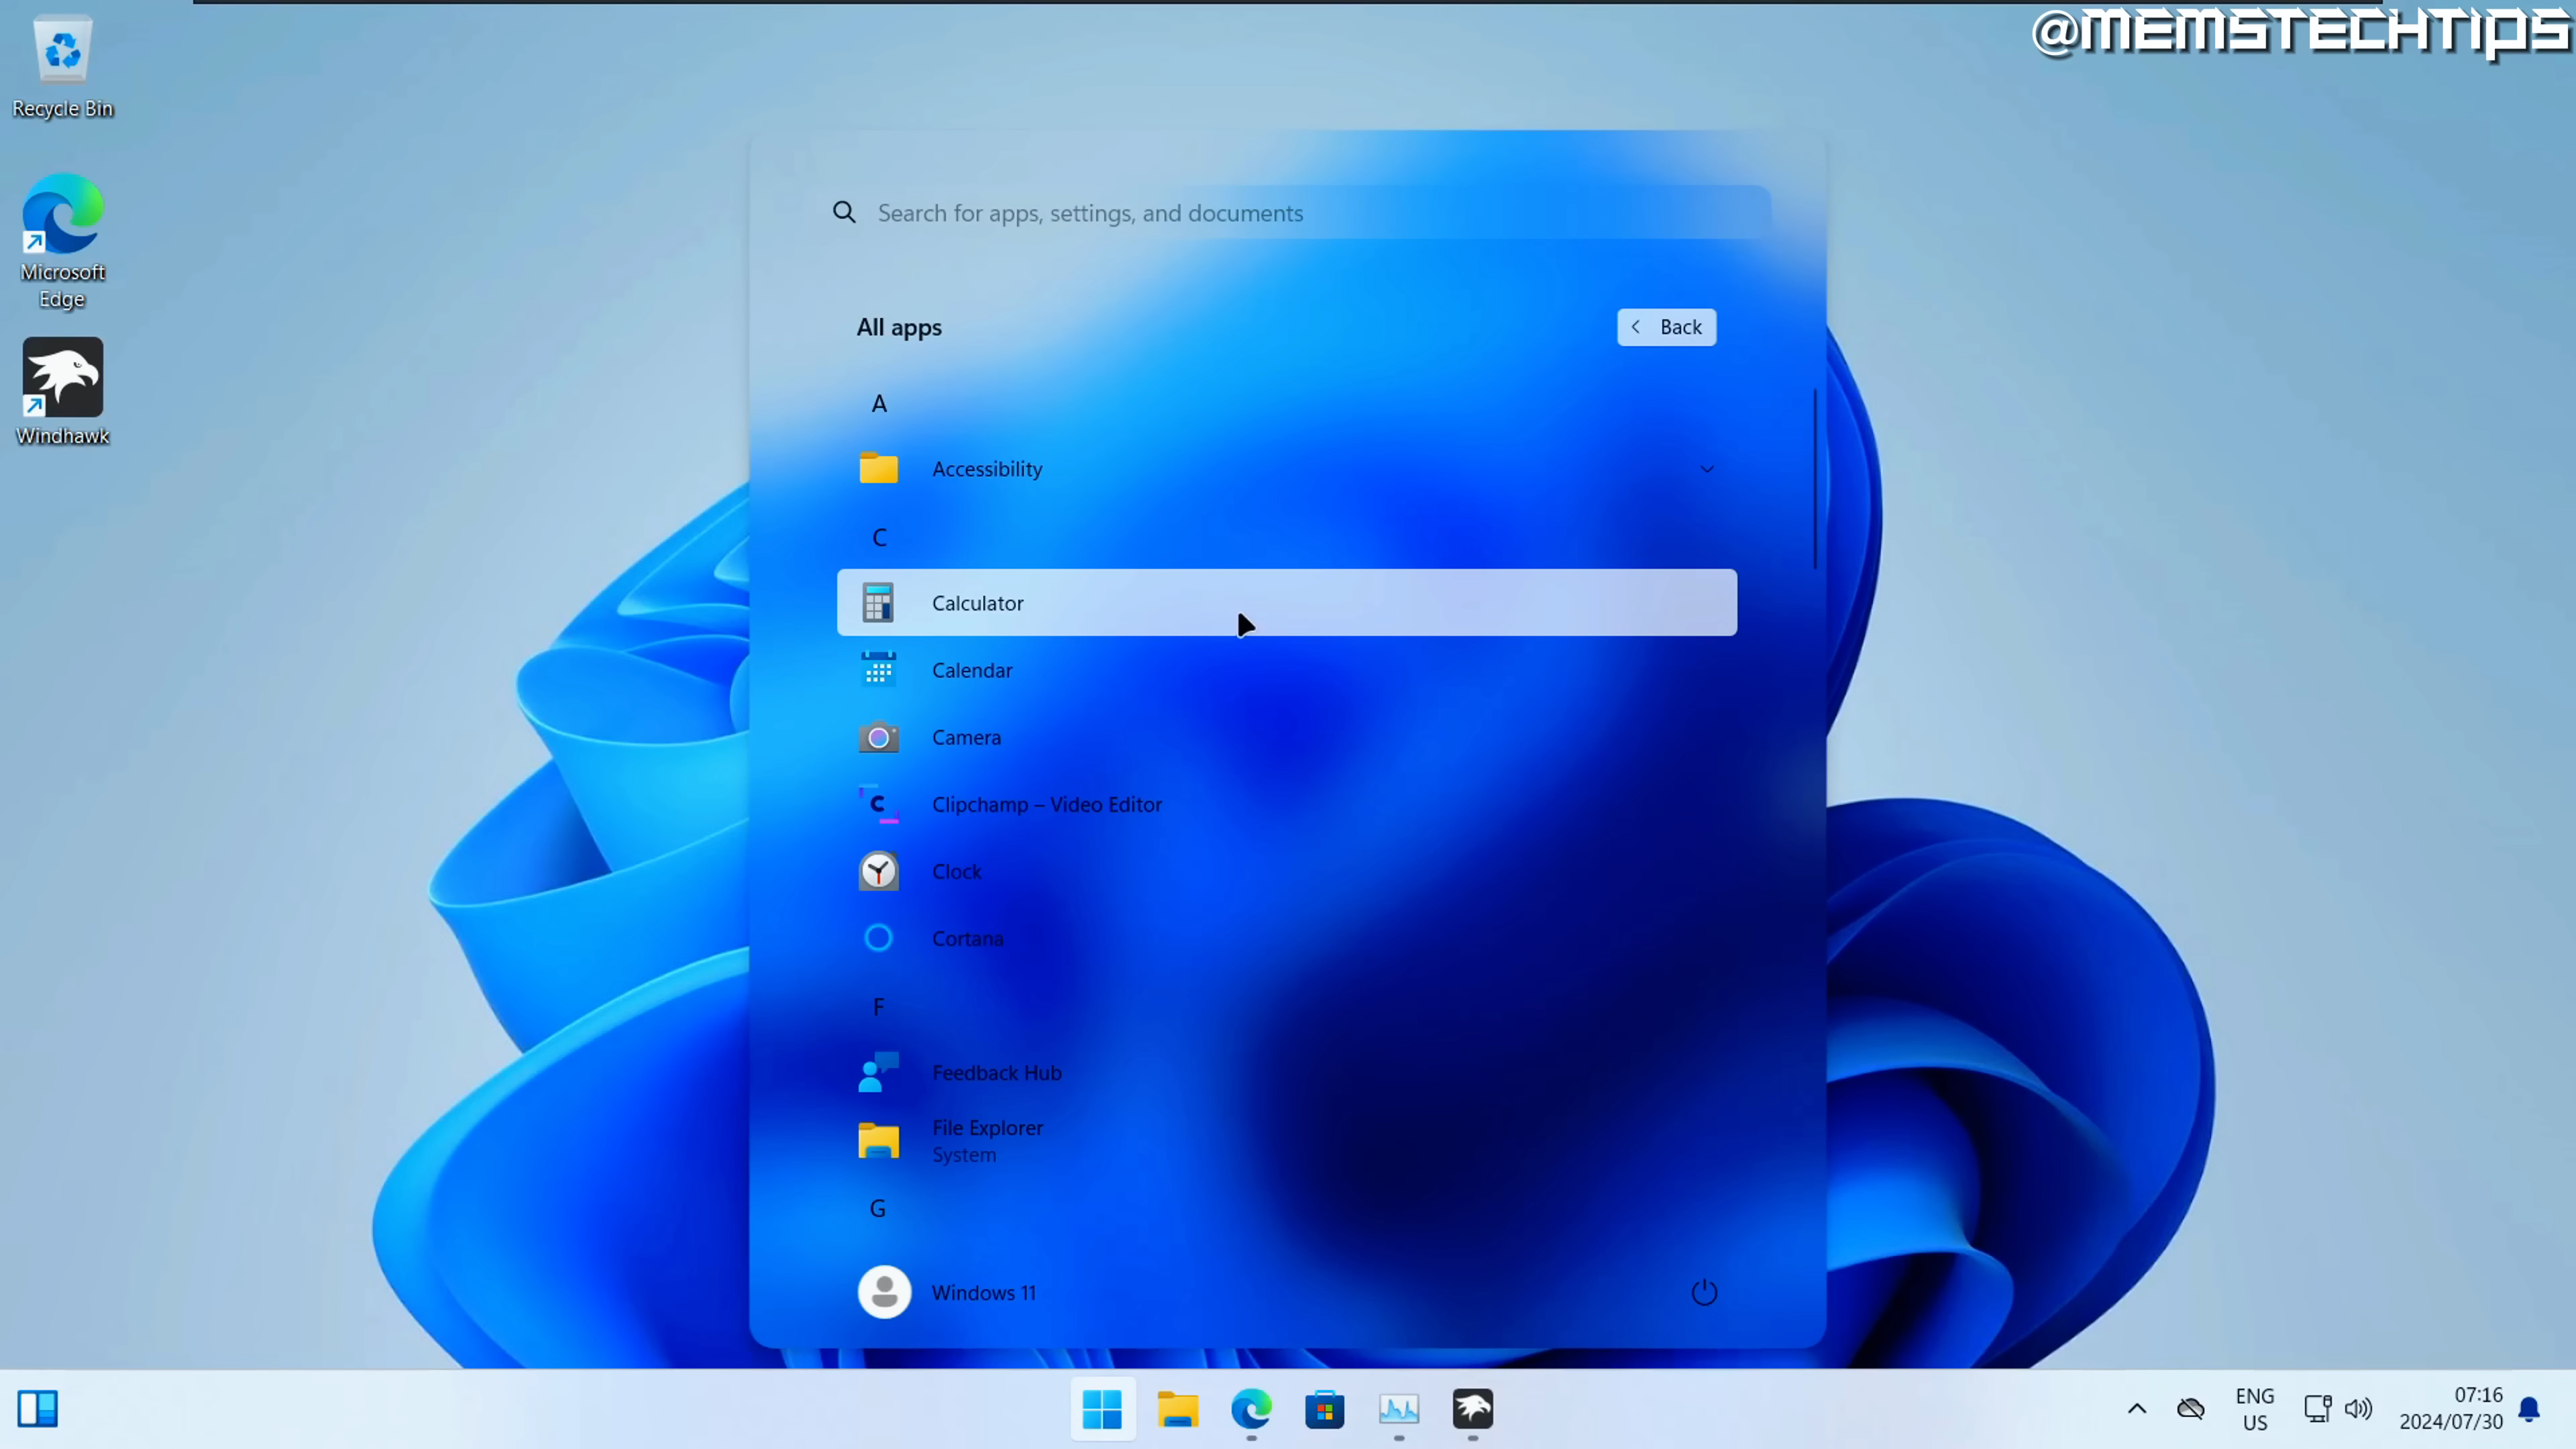 @MEMSTECHTIPS
Recycle Bin
Microsoft
Edge
Windhawk
Search for apps, settings, and documents
All apps
Back
A
Accessibility
C
Calculator
Calendar
Camera
Clipchamp – Video Editor
Clock
Cortana
F
Feedback Hub
File Explorer
System
G
Windows 11
ENG
US
07:16
2024/07/30